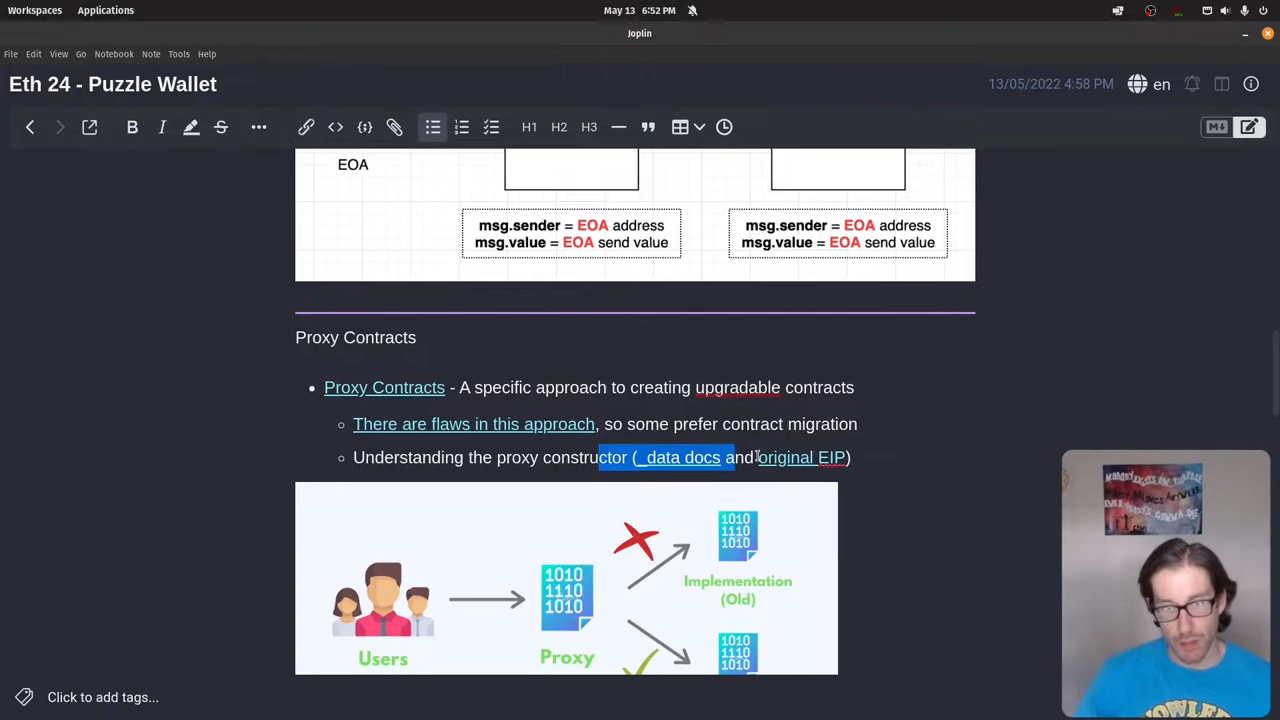 Workspaces Applications May 13 6:52 PM
Joplin
File Edit View Go Notebook Note Tools Help
Eth 24 - Puzzle Wallet 13/05/2022 4:58 PM en
B I S H1 H2 H3
EOA
msg.sender = EOA address msg.sender = EOA address
msg.value = EOA send value msg.value = EOA send value
Proxy Contracts
Proxy Contracts - A specific approach to creating upgradable contracts
There are flaws in this approach, so some prefer contract migration
Understanding the proxy constructor (_data docs and original EIP)
1010
1110
1010
Implementation
(Old)
1010
1110
1010
1010
1110
1010
Users Proxy
Click to add tags...